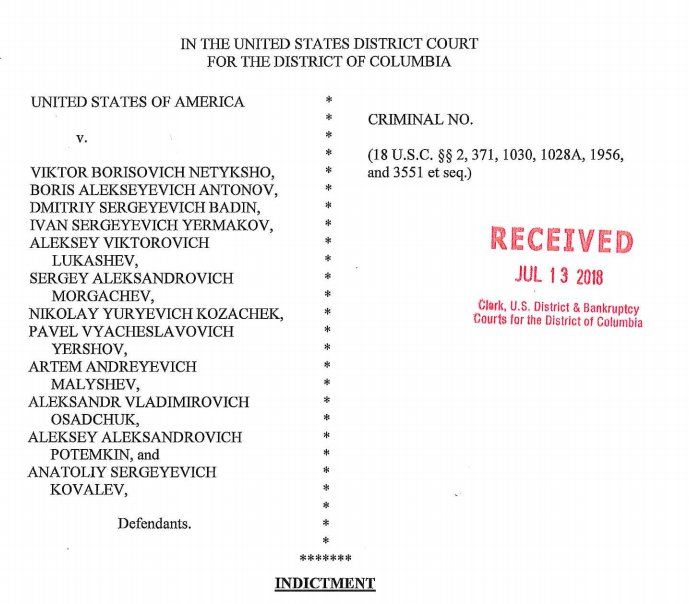 IN THE UNITED STATES DISTRICT COURT
FOR THE DISTRICT OF COLUMBIA
UNITED STATES OF AMERICA *
*
v. *
*
VIKTOR BORISOVICH NETYKSHO, *
BORIS ALEKSEYEVICH ANTONOV, *
DMITRIY SERGEYEVICH BADIN, *
IVAN SERGEYEVICH YERMAKOV, *
ALEKSEY VIKTOROVICH *
LUKASHEV, *
SERGEY ALEKSANDROVICH *
MORGACHEV, *
NIKOLAY YURYEVICH KOZACHEK, *
PAVEL VYACHESLAVOVICH *
YERSHOV, *
ARTEM ANDREYEVICH *
MALYSHEV, *
ALEKSANDR VLADIMIROVICH *
OSADCHUK, *
ALEKSEY ALEKSANDROVICH *
POTEMKIN, and *
ANATOLIY SERGEYEVICH *
KOVALEV, *
*
Defendants. *
*
*******
CRIMINAL NO.
(18 U.S.C. §§ 2, 371, 1030, 1028A, 1956,
and 3551 et seq.)
RECEIVED
JUL 13 2018
Clerk, U.S. District & Bankruptcy
Courts for the District of Columbia
INDICTMENT